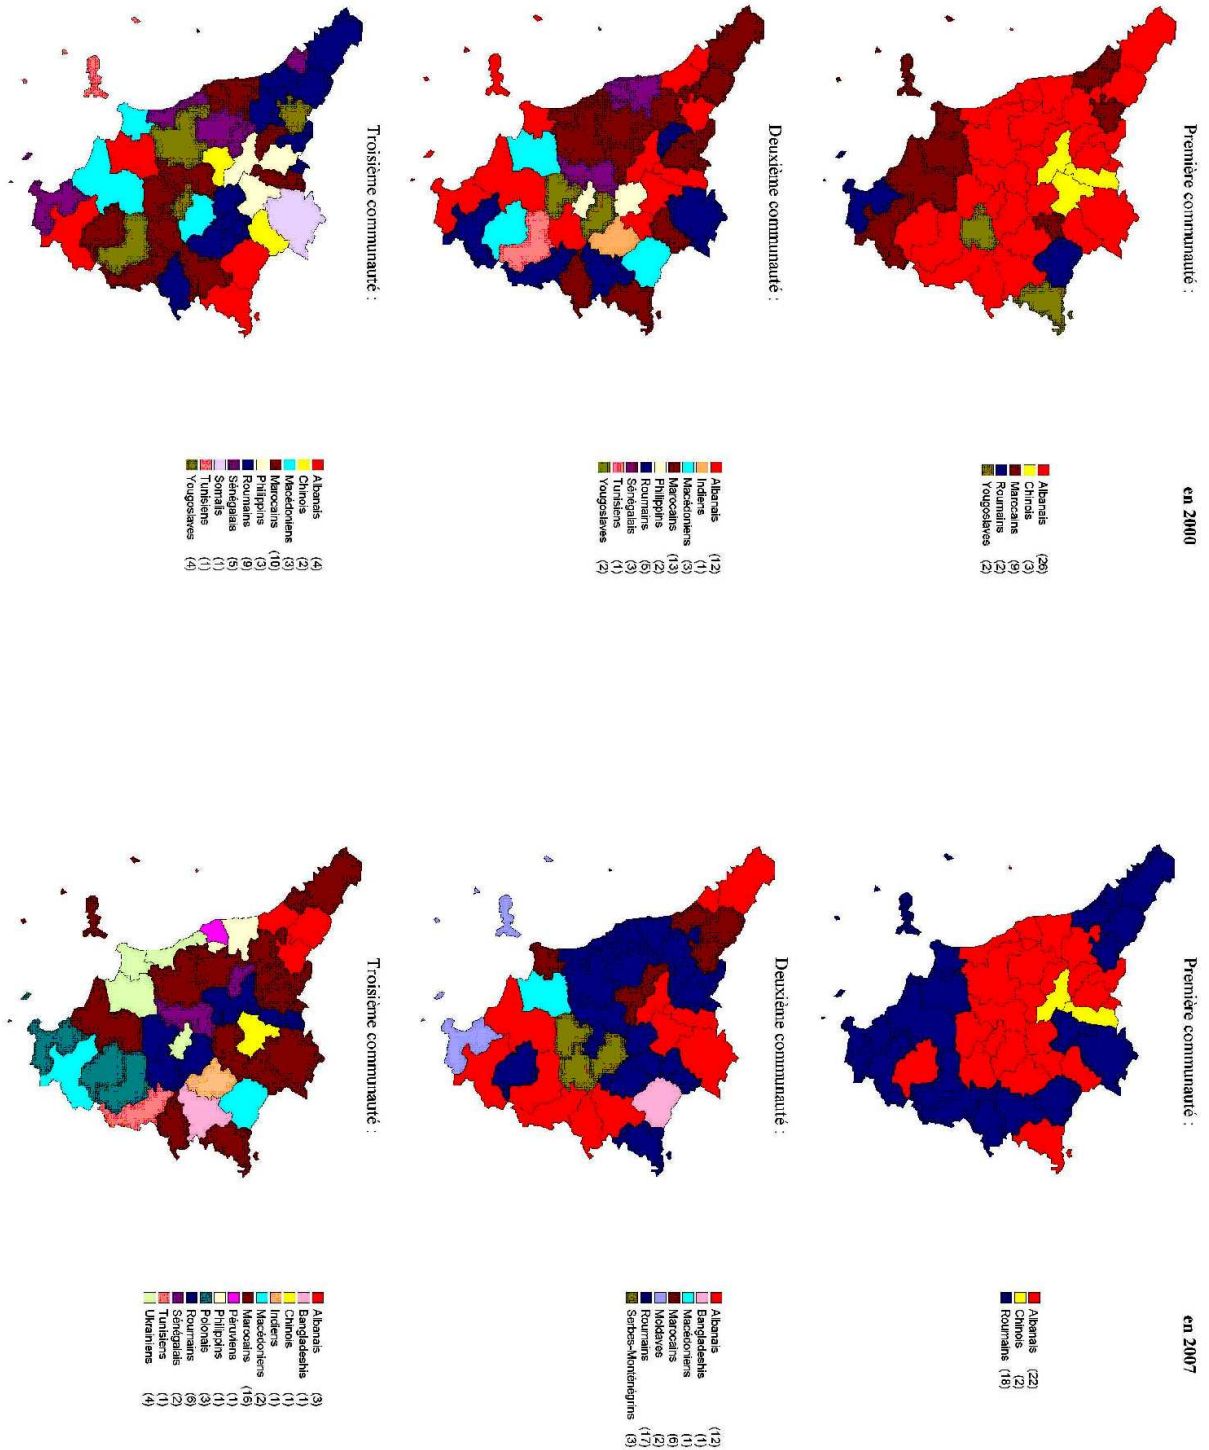 en 2000
en 2007
Première communauté :
Albanais (26)
Chinois (3)
Marocains (9)
Roumains (2)
Yougoslaves (2)
Première communauté :
Albanais (22)
Chinois (2)
Roumains (18)
Deuxième communauté :
Albanais (12)
Indiens (1)
Macédoniens (3)
Marocains (13)
Philippins (2)
Roumains (5)
Sénégalais (3)
Tunisiens (1)
Yougoslaves (2)
Deuxième communauté :
Albanais (12)
Bangladeshis (1)
Macédoniens (1)
Marocains (6)
Moldaves (2)
Roumains (17)
Serbes-Monténégrins (3)
Troisième communauté :
Albanais (4)
Chinois (2)
Macédoniens (3)
Marocains (10)
Philippins (3)
Roumains (9)
Sénégalais (5)
Somalis (1)
Tunisiens (1)
Yougoslaves (4)
Troisième communauté :
Albanais (3)
Bangladeshis (1)
Chinois (1)
Indiens (1)
Macédoniens (2)
Marocains (16)
Péruviens (1)
Philippins (1)
Polonais (3)
Roumains (6)
Sénégalais (2)
Tunisiens (1)
Ukrainiens (4)